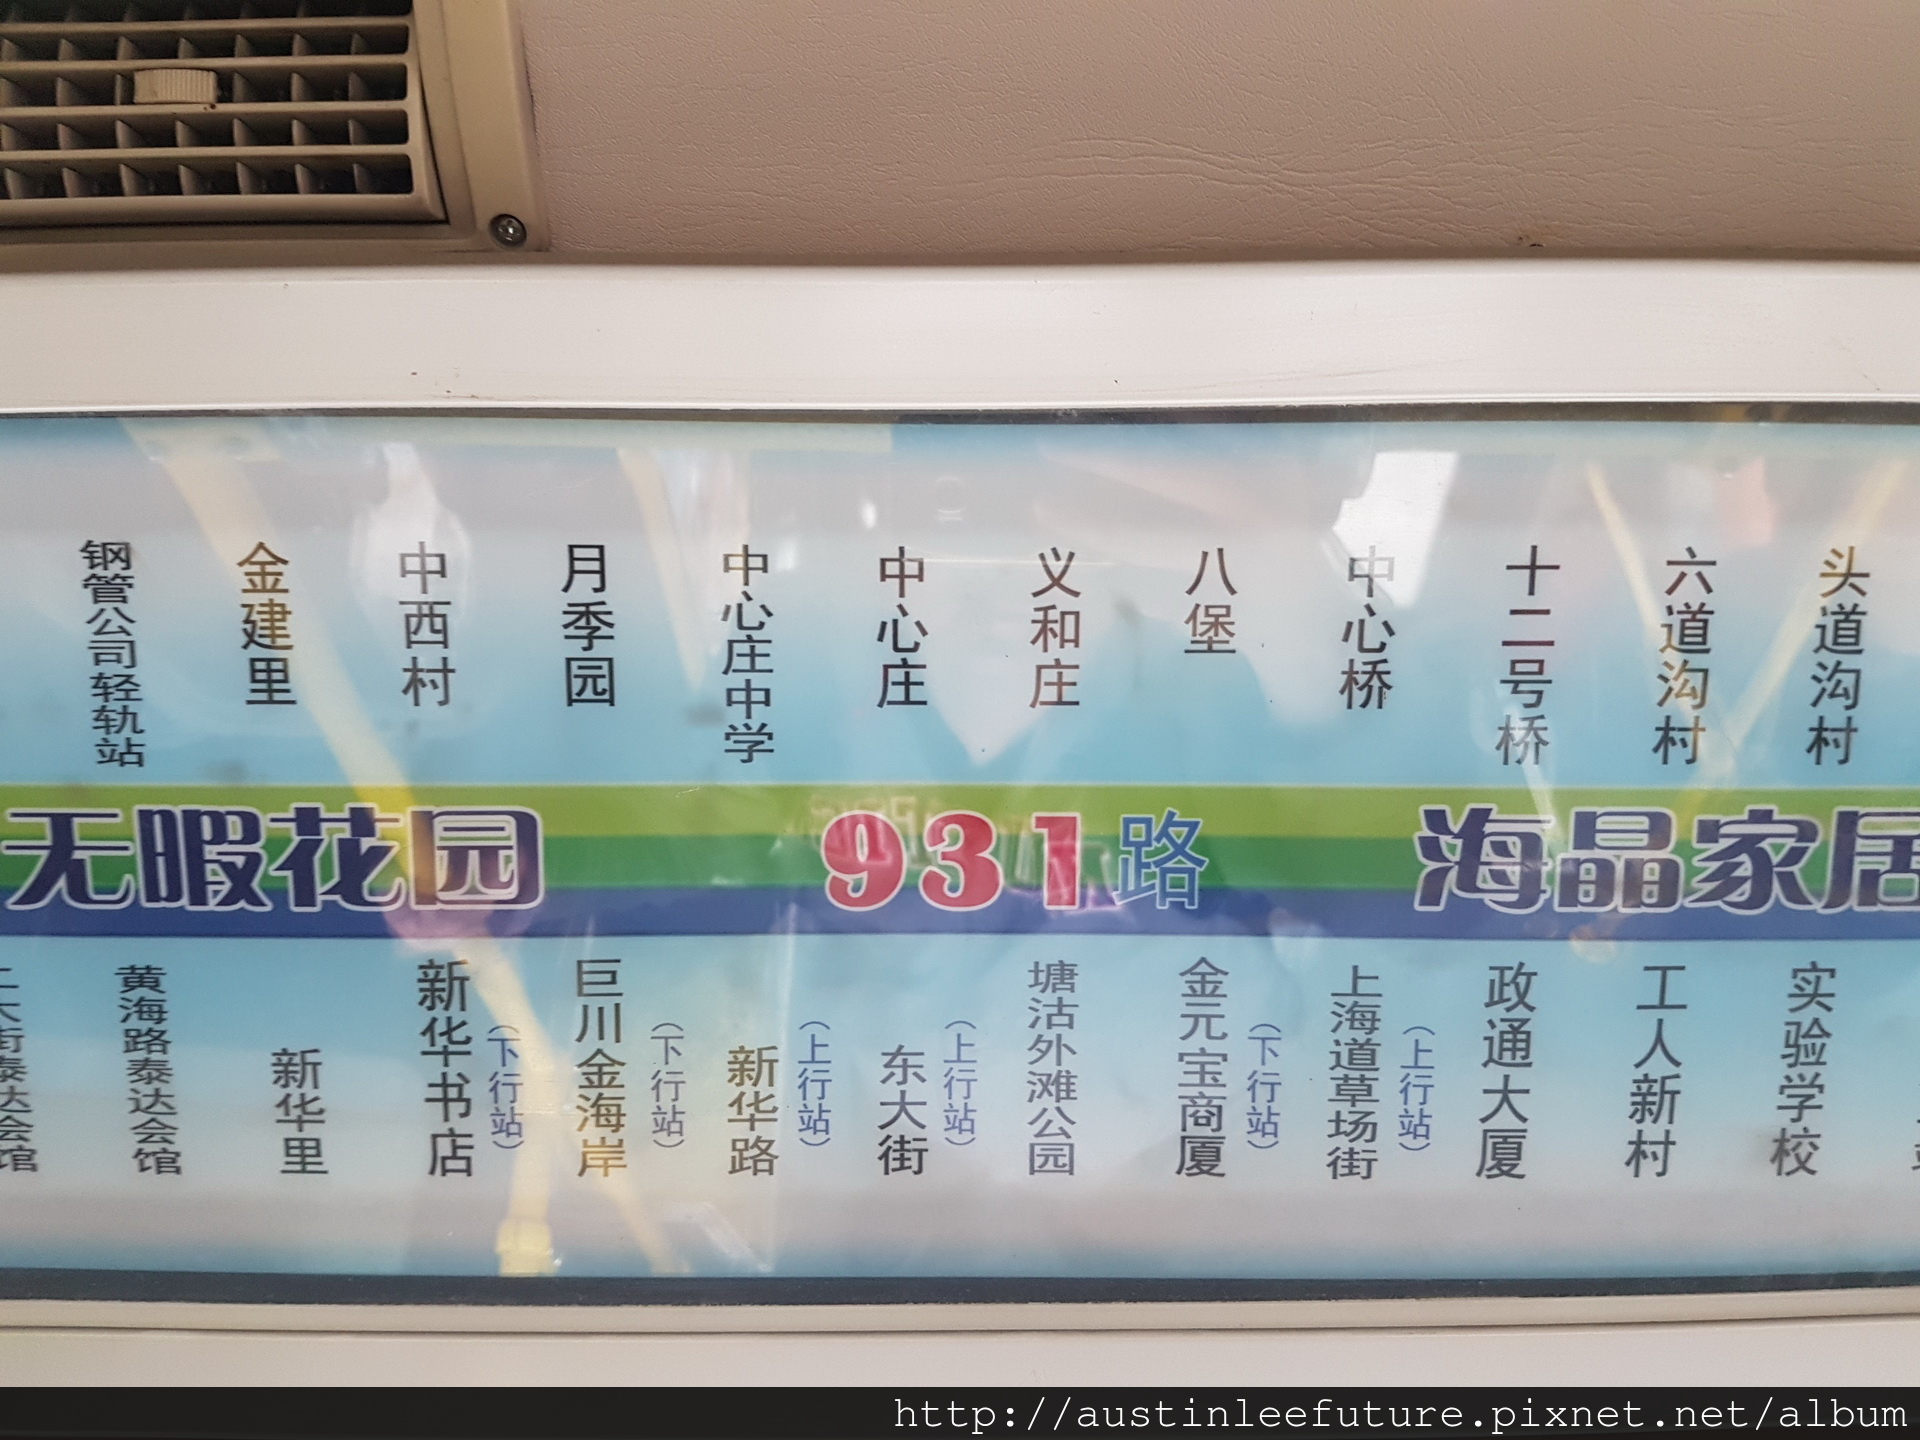 钢管公司轻轨站
金建里
中西村
月季园
中心庄中学
中心庄
义和庄
八堡
中心桥
十二号桥
六道沟村
头道沟村
无暇花园
931路
海晶家居
大街泰达会馆
黄海路泰达会馆
新华里
新华书店
(下行站)
巨川金海岸
(下行站)
新华路
(上行站)
东大街
(上行站)
塘沽外滩公园
金元宝商厦
(下行站)
上海道草场街
(上行站)
政通大厦
工人新村
实验学校
http://austinleefuture.pixnet.net/album